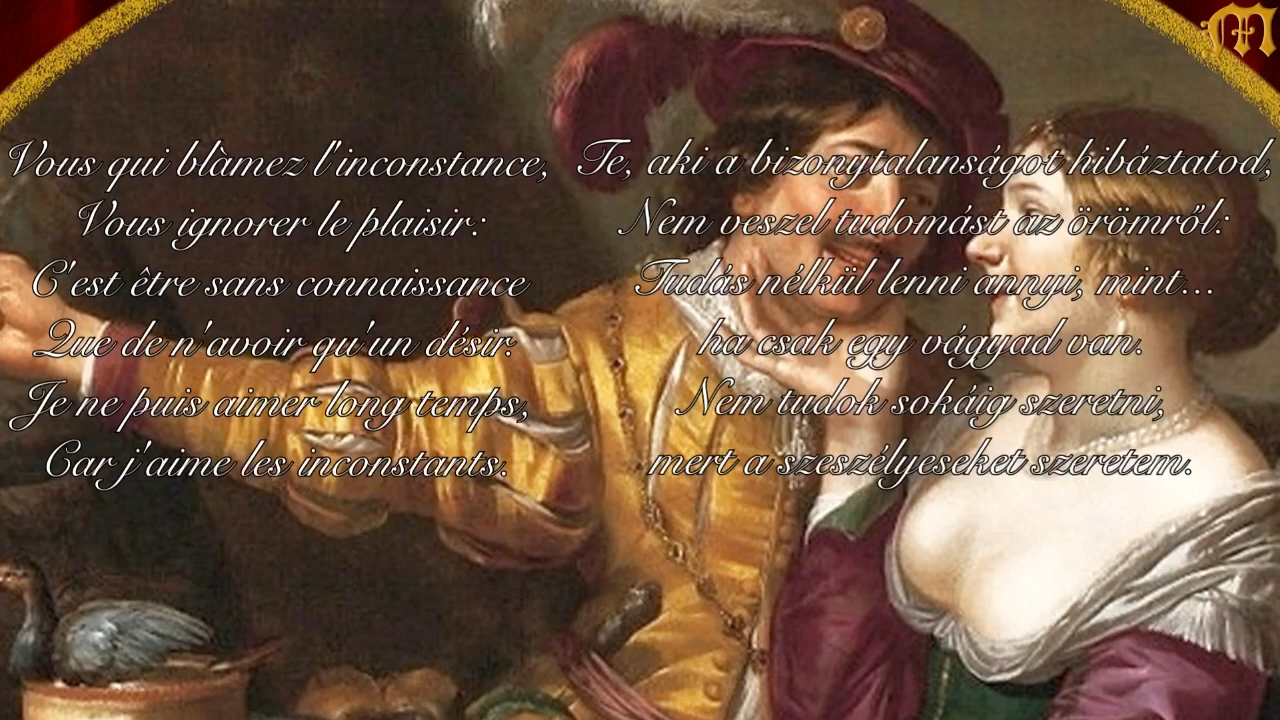 M
Vous qui blàmez l'inconstance,
Vous ignorer le plaisir:
C'est être sans connaissance
Que de n'avoir qu'un désir.
Je ne puis aimer long temps,
Car j'aime les inconstants.
Te, aki a bizonytalanságot hibáztatod,
Nem veszel tudomást az örömről:
Tudás nélkül lenni annyi, mint...
ha csak egy vágyad van.
Nem tudok sokáig szeretni,
mert a szeszélyeseket szeretem.